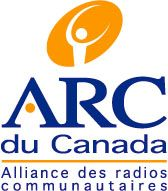 ARC
du Canada
Alliance des radios
communautaires